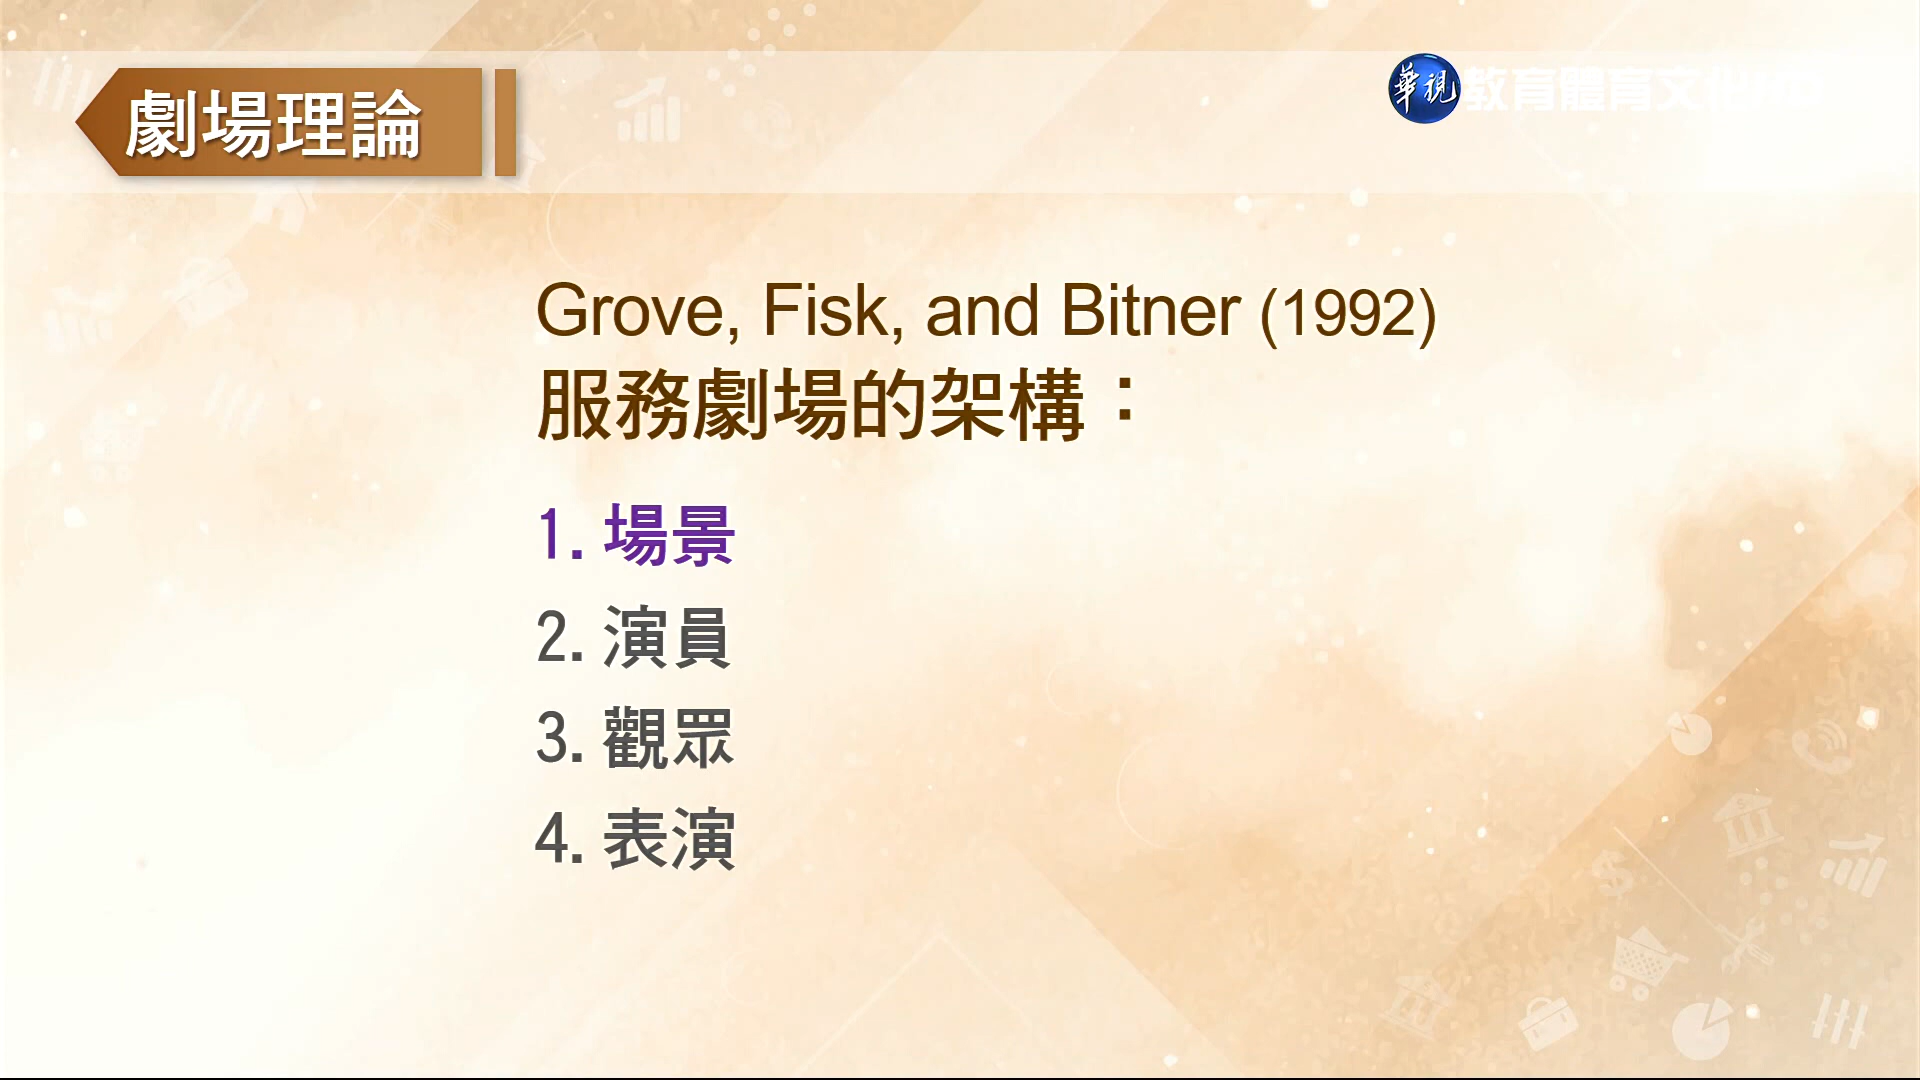 劇場理論
華視 教育體育文化
Grove, Fisk, and Bitner (1992)
服務劇場的架構：
1. 場景
2. 演員
3. 觀眾
4. 表演